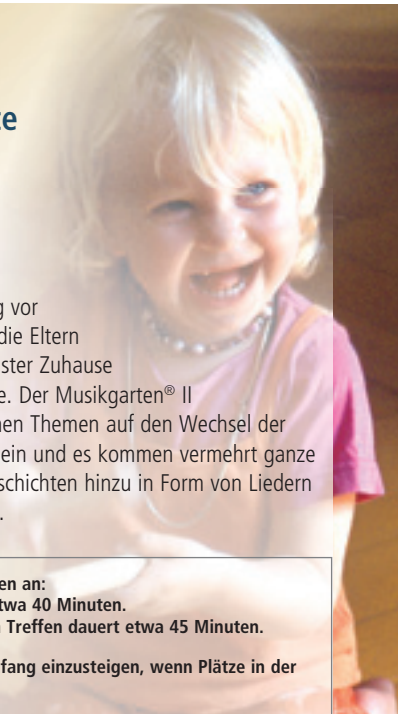 te
g vor
die Eltern
ster Zuhause
e. Der Musikgarten® II
nen Themen auf den Wechsel der
ein und es kommen vermehrt ganze
schichten hinzu in Form von Liedern
.
en an:
twa 40 Minuten.
n Treffen dauert etwa 45 Minuten.
fang einzusteigen, wenn Plätze in der